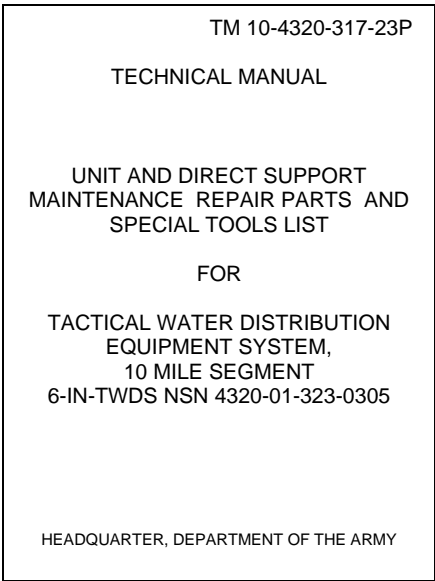 TM 10-4320-317-23P
TECHNICAL MANUAL
UNIT AND DIRECT SUPPORT
MAINTENANCE REPAIR PARTS AND
SPECIAL TOOLS LIST
FOR
TACTICAL WATER DISTRIBUTION
EQUIPMENT SYSTEM,
10 MILE SEGMENT
6-IN-TWDS NSN 4320-01-323-0305
HEADQUARTER, DEPARTMENT OF THE ARMY